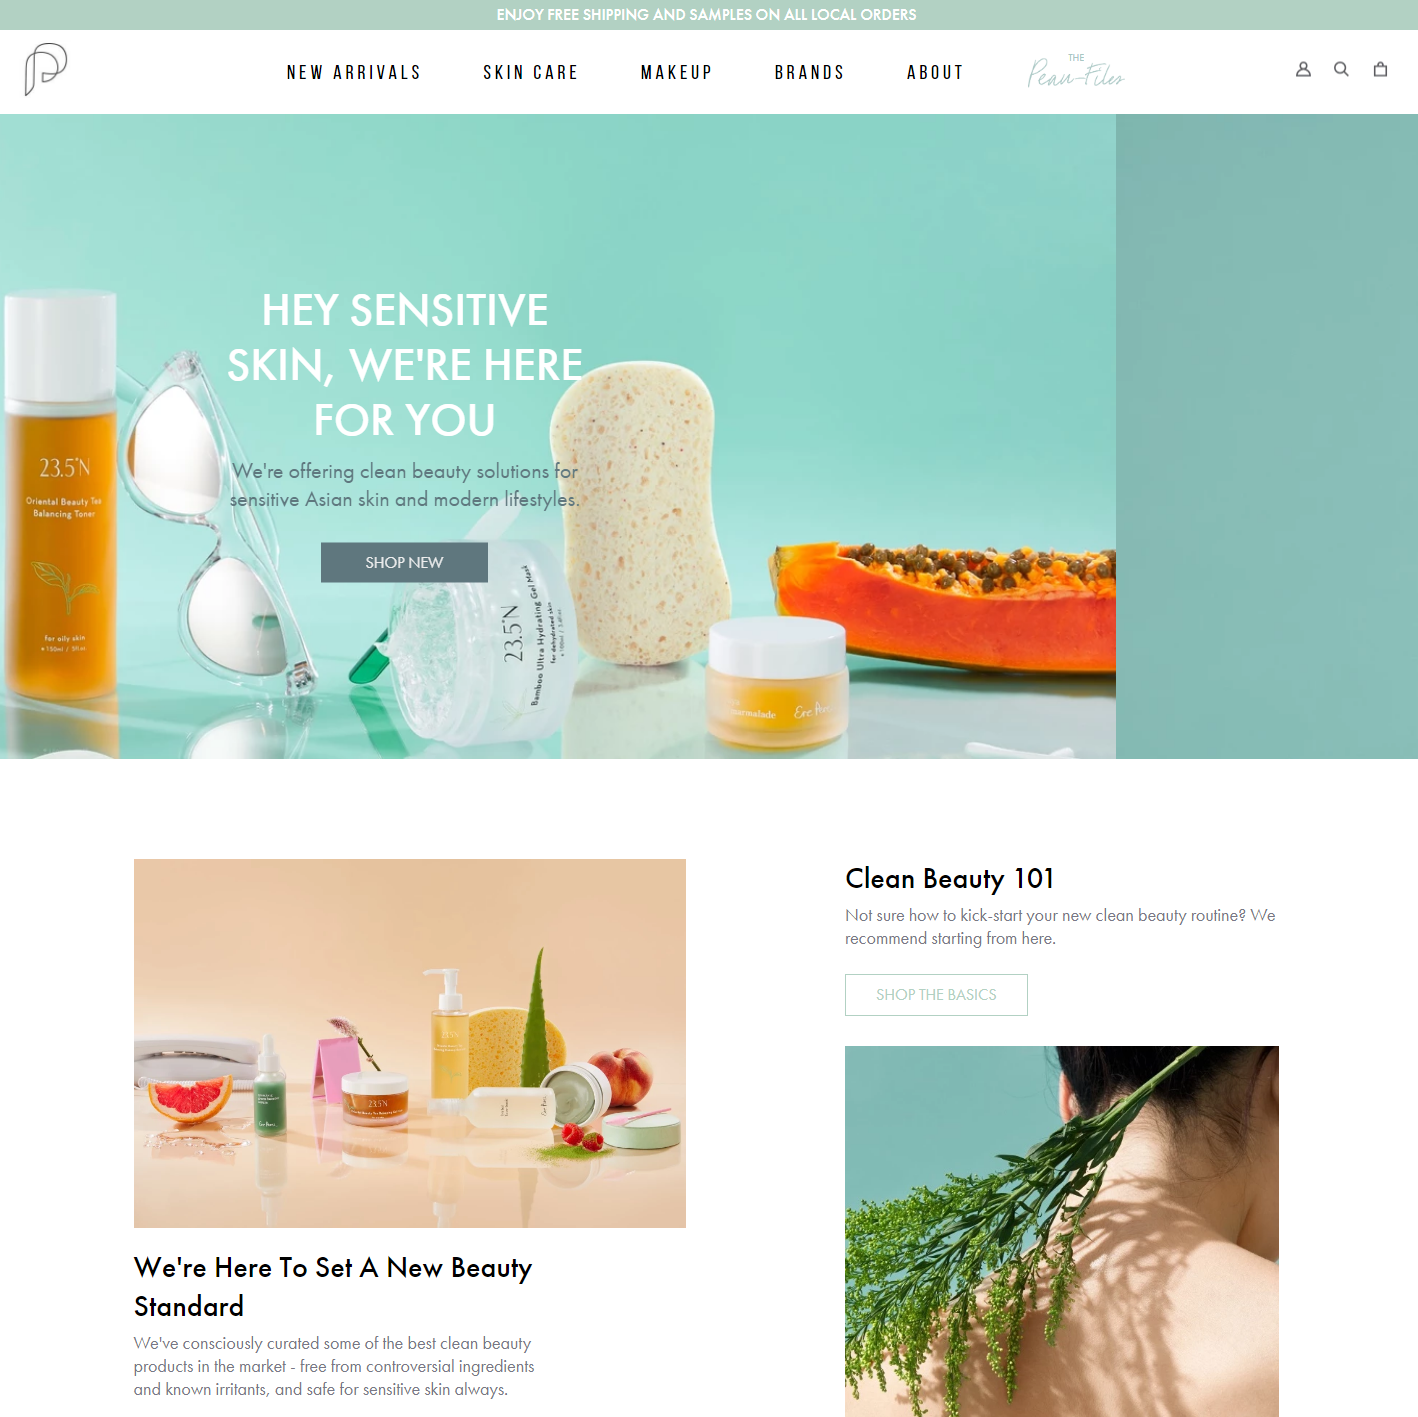 ENJOY FREE SHIPPING AND SAMPLES ON ALL LOCAL ORDERS
NEW ARRIVALS
SKIN CARE
MAKEUP
BRANDS
ABOUT
THE
Peau-Files
HEY SENSITIVE
SKIN, WE'RE HERE
FOR YOU
We're offering clean beauty solutions for
sensitive Asian skin and modern lifestyles.
SHOP NEW
23.5°N
Oriental Beauty Tea
Balancing Toner
for oily skin
23.5°N
Bamboo Ultra Hydrating Gel Mask
for dehydrated skin
marmalade
Ere Perez
Clean Beauty 101
Not sure how to kick-start your new clean beauty routine? We
recommend starting from here.
SHOP THE BASICS
23.5°N
We're Here To Set A New Beauty
Standard
We've consciously curated some of the best clean beauty
products in the market - free from controversial ingredients
and known irritants, and safe for sensitive skin always.